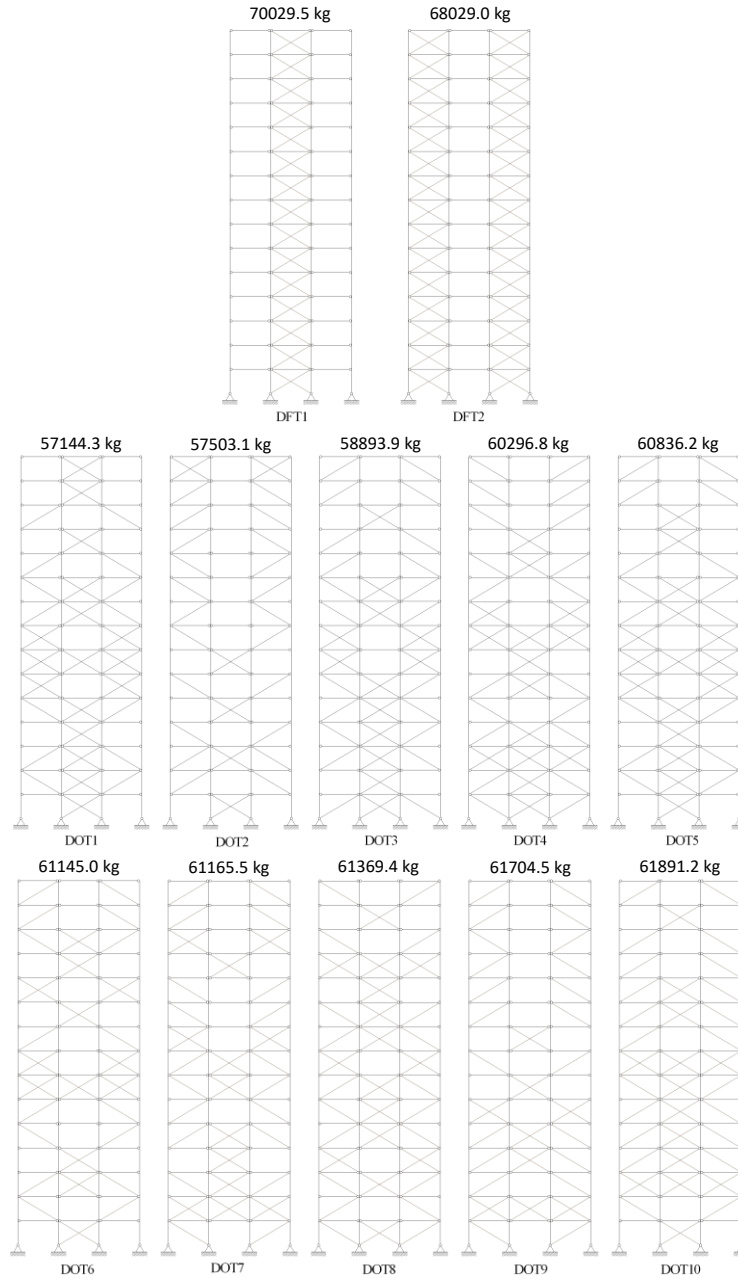 70029.5 kg 68029.0 kg
DFT1 DFT2
57144.3 kg 57503.1 kg 58893.9 kg 60296.8 kg 60836.2 kg
DOT1 DOT2 DOT3 DOT4 DOT5
61145.0 kg 61165.5 kg 61369.4 kg 61704.5 kg 61891.2 kg
DOT6 DOT7 DOT8 DOT9 DOT10